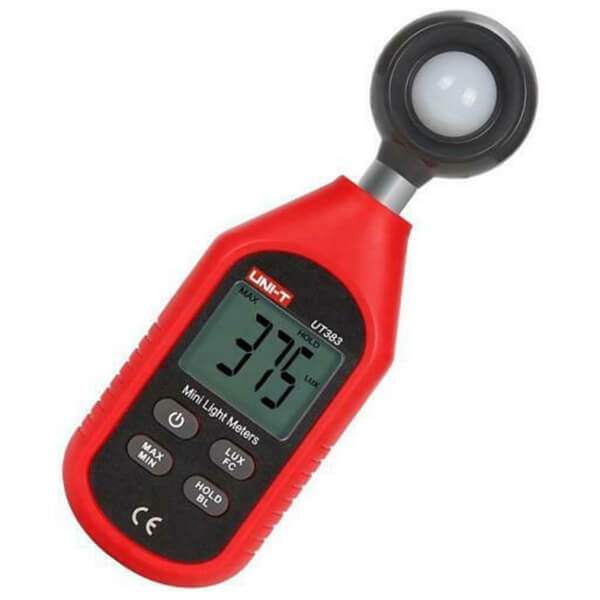 UNI-T
UT383
MAX
HOLD
375
LUX
Mini Light Meters
MAX
MIN
LUX
FC
HOLD
BL
CE